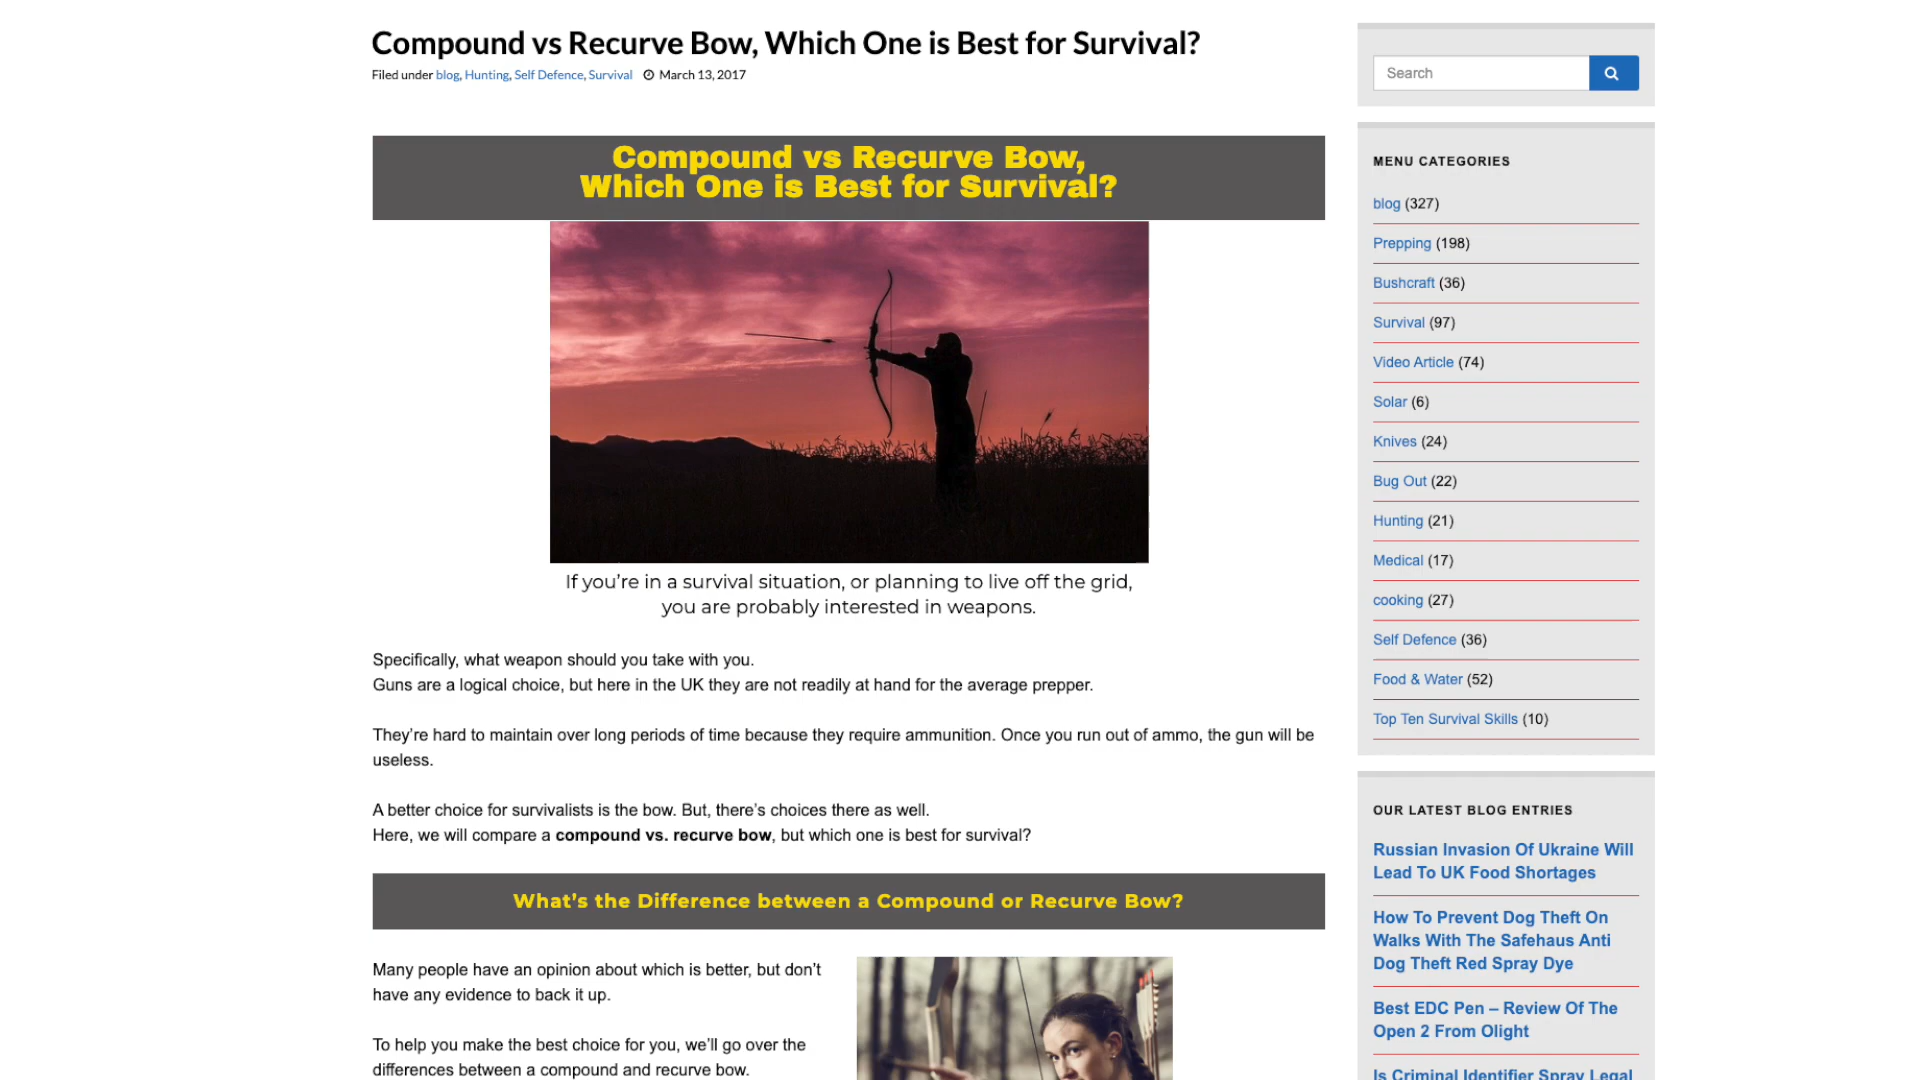 Compound vs Recurve Bow, Which One is Best for Survival?
Filed under blog, Hunting, Self Defence, Survival March 13, 2017
Compound vs Recurve Bow,
Which One is Best for Survival?
If you’re in a survival situation, or planning to live off the grid,
you are probably interested in weapons.
Specifically, what weapon should you take with you.
Guns are a logical choice, but here in the UK they are not readily at hand for the average prepper.
They’re hard to maintain over long periods of time because they require ammunition. Once you run out of ammo, the gun will be
useless.
A better choice for survivalists is the bow. But, there’s choices there as well.
Here, we will compare a compound vs. recurve bow, but which one is best for survival?
What’s the Difference between a Compound or Recurve Bow?
Many people have an opinion about which is better, but don’t
have any evidence to back it up.
To help you make the best choice for you, we’ll go over the
differences between a compound and recurve bow.
Search
MENU CATEGORIES
blog (327)
Prepping (198)
Bushcraft (36)
Survival (97)
Video Article (74)
Solar (6)
Knives (24)
Bug Out (22)
Hunting (21)
Medical (17)
cooking (27)
Self Defence (36)
Food & Water (52)
Top Ten Survival Skills (10)
OUR LATEST BLOG ENTRIES
Russian Invasion Of Ukraine Will
Lead To UK Food Shortages
How To Prevent Dog Theft On
Walks With The Safehaus Anti
Dog Theft Red Spray Dye
Best EDC Pen – Review Of The
Open 2 From Olight
Is Criminal Identifier Spray Legal